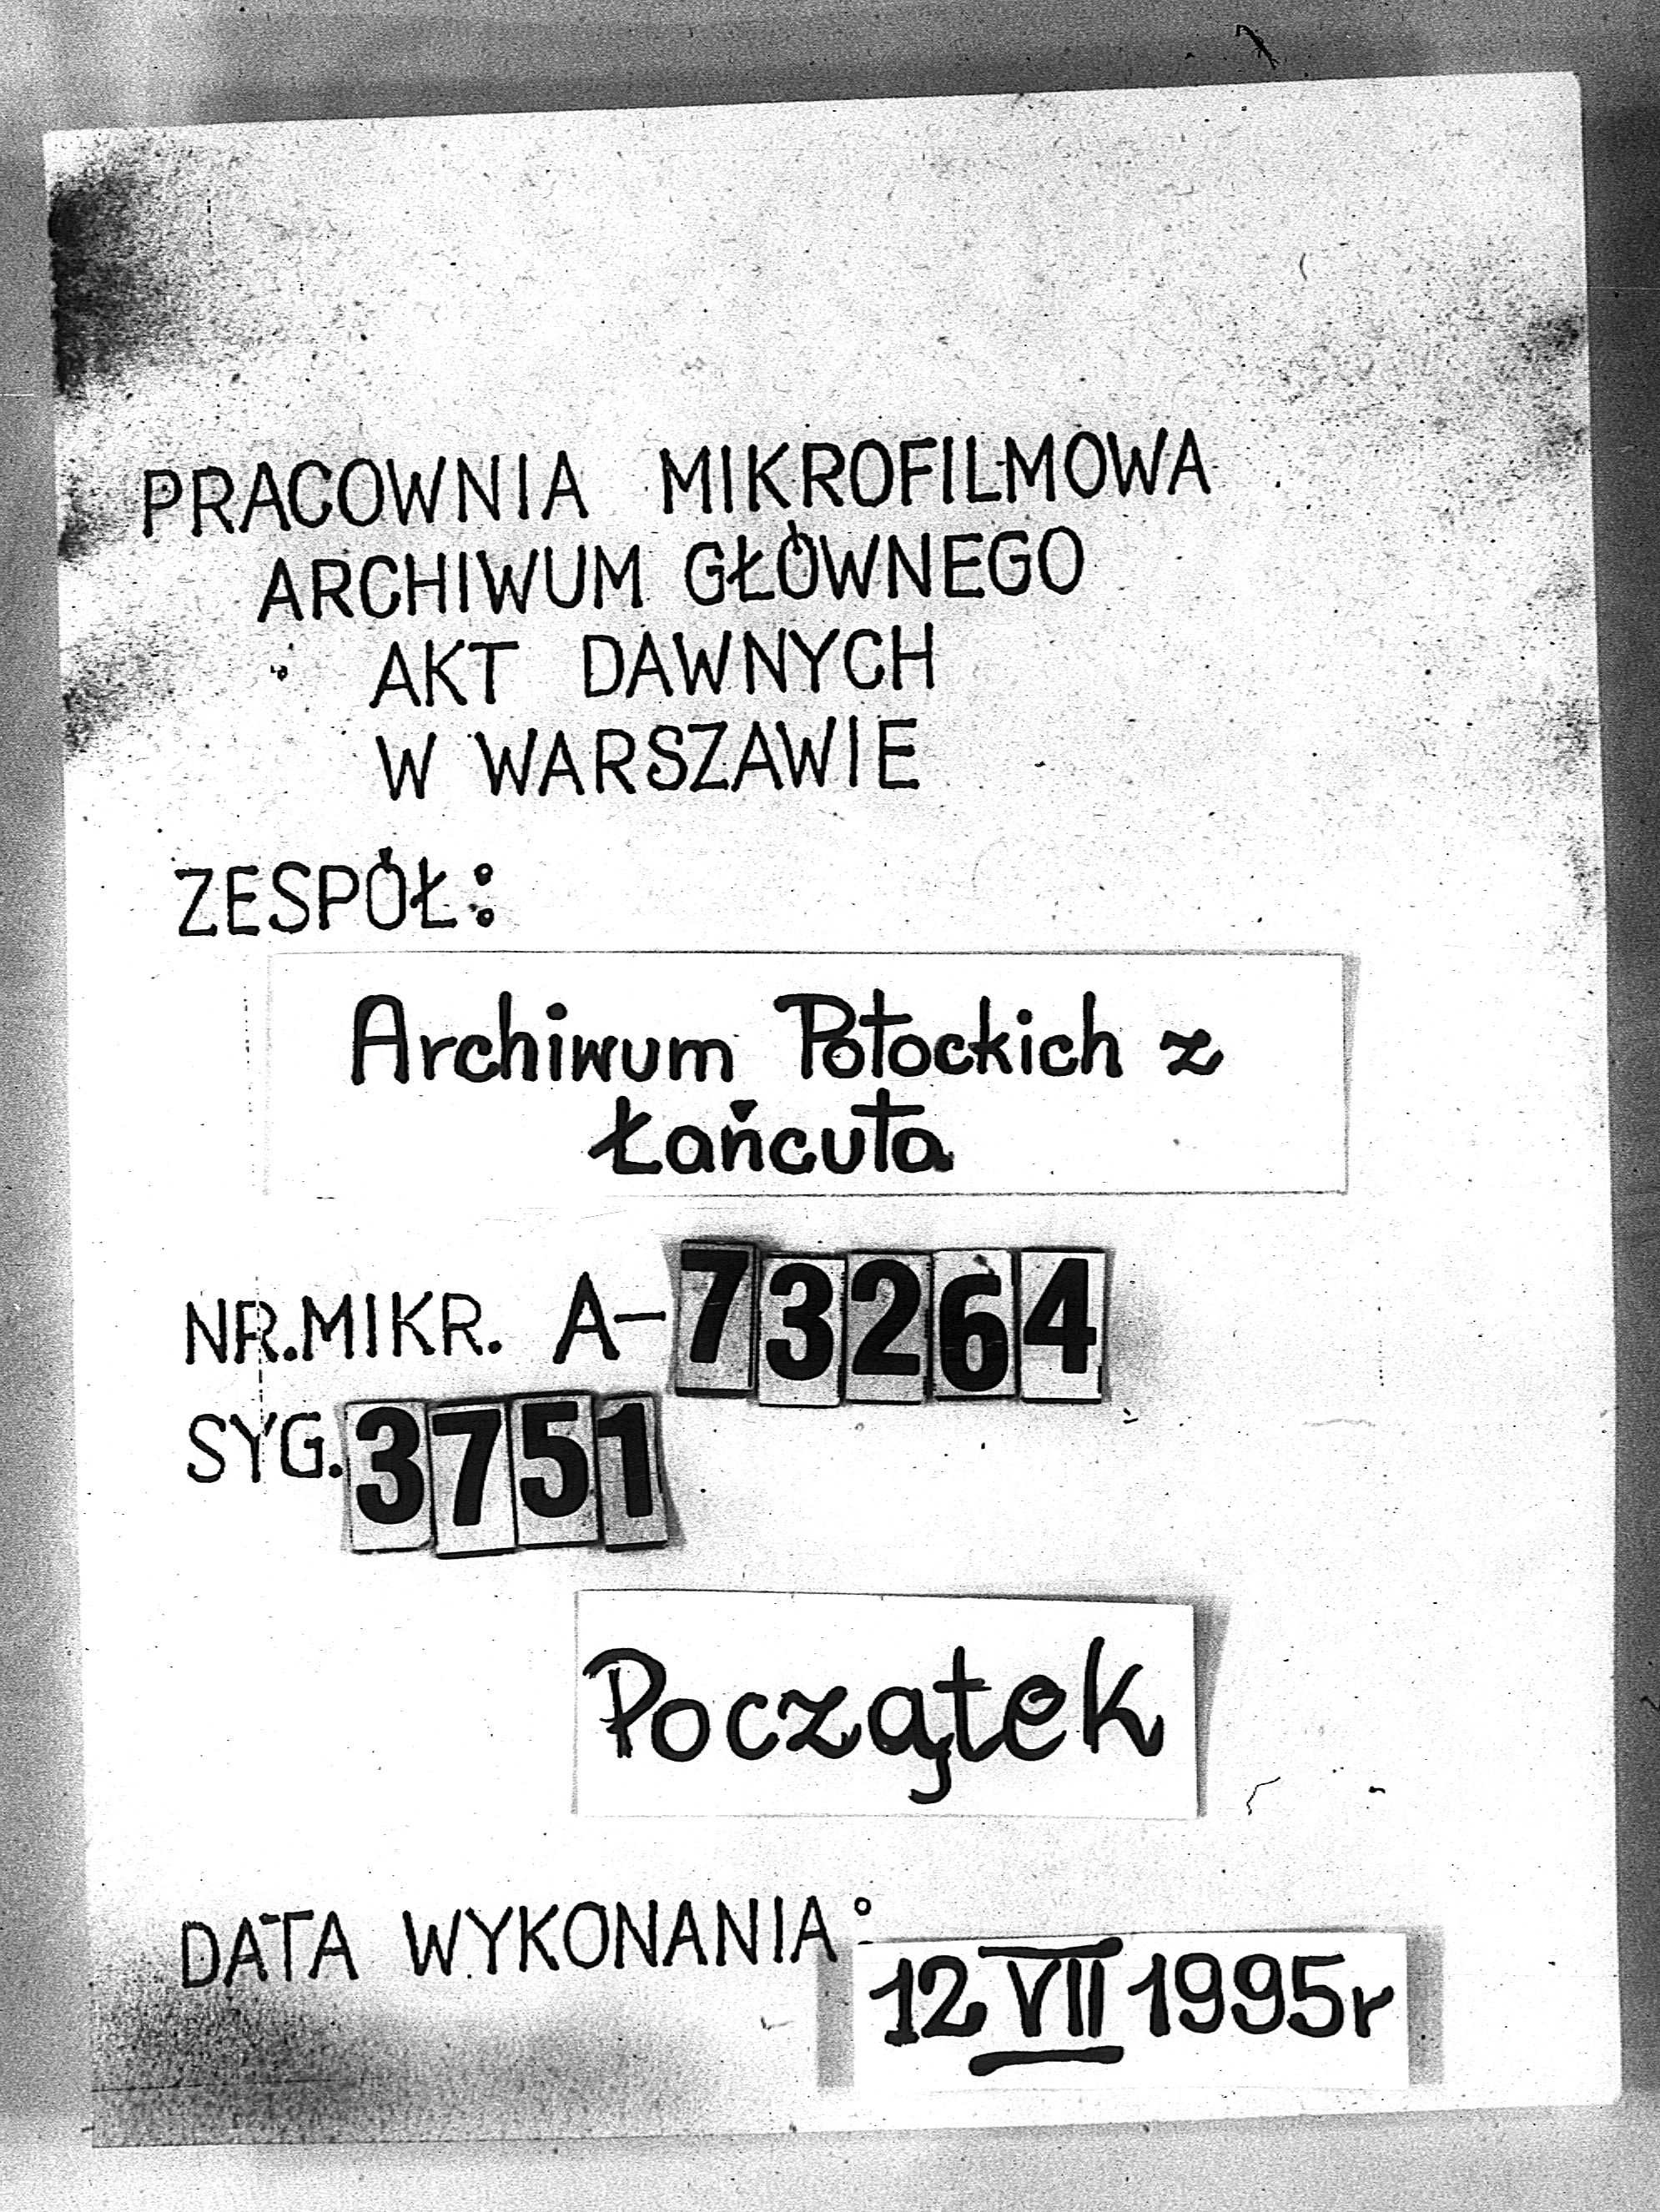 PRACOWNIA MIKROFILMOWA
ARCHIWUM GŁÓWNEGO
AKT DAWNYCH
W WARSZAWIE
ZESPÓŁ:
Archiwum Potockich z
Łańcuta
NR.MIKR. A-73264
SYG.3751
Początek
DATA WYKONANIA:
12 VII 1995r